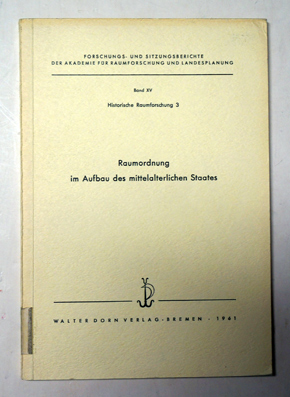 FORSCHUNGS- UND SITZUNGSBERICHTE
DER AKADEMIE FÜR RAUMFORSCHUNG UND LANDESPLANUNG
Band XV
Historische Raumforschung 3
Raumordnung
im Aufbau des mittelalterlichen Staates
WALTER DORN VERLAG - BREMEN - 1961